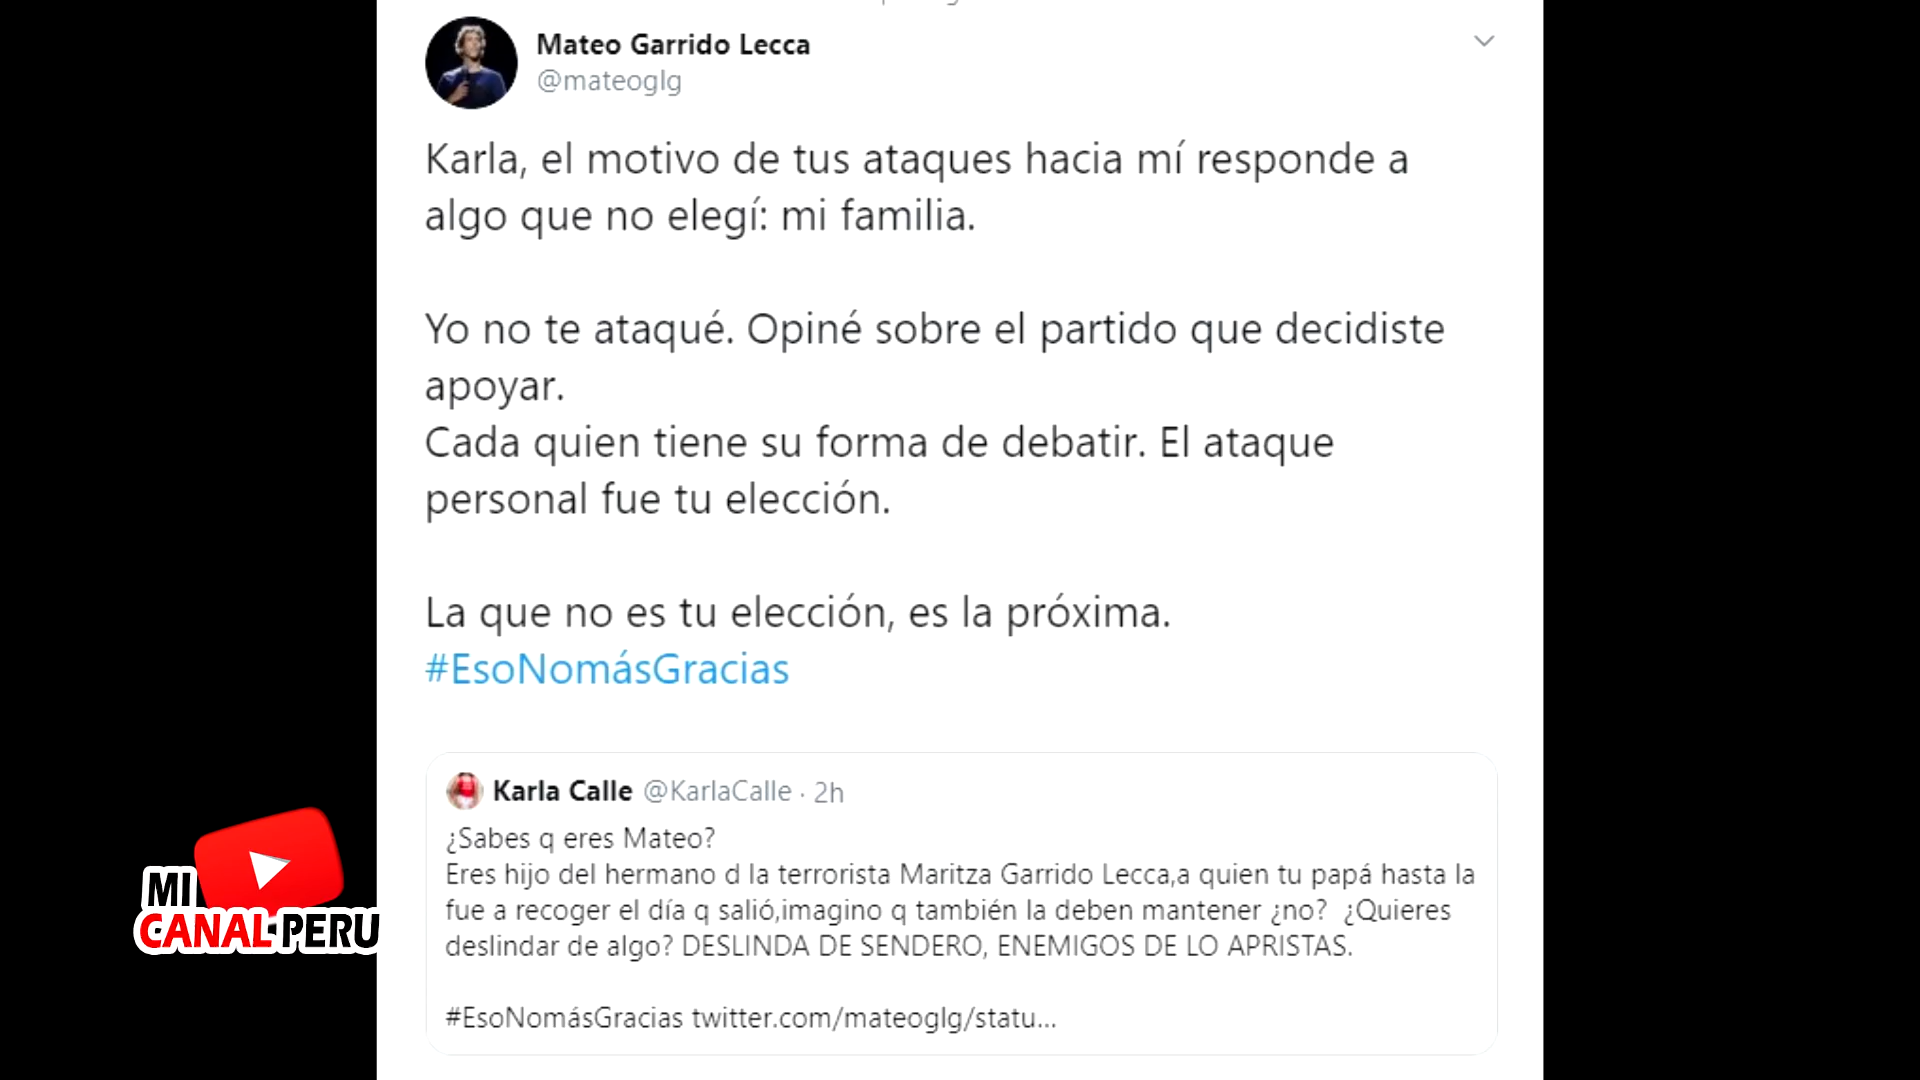 Mateo Garrido Lecca
@mateoglg
Karla, el motivo de tus ataques hacia mí responde a
algo que no elegí: mi familia.
Yo no te ataqué. Opiné sobre el partido que decidiste
apoyar.
Cada quien tiene su forma de debatir. El ataque
personal fue tu elección.
La que no es tu elección, es la próxima.
#EsoNomásGracias
Karla Calle @KarlaCalle · 2h
¿Sabes q eres Mateo?
Eres hijo del hermano d la terrorista Maritza Garrido Lecca,a quien tu papá hasta la
fue a recoger el día q salió,imagino q también la deben mantener ¿no? ¿Quieres
deslindar de algo? DESLINDA DE SENDERO, ENEMIGOS DE LO APRISTAS.
#EsoNomásGracias twitter.com/mateoglg/statu...
MI
CANAL PERU